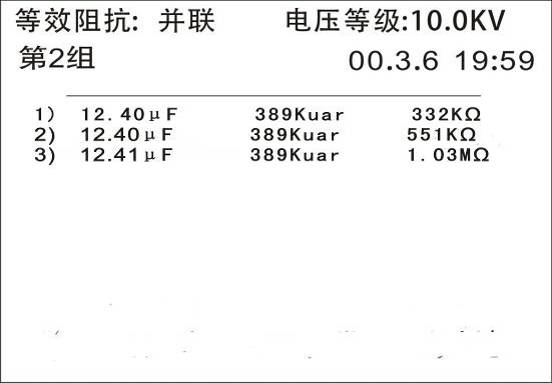 等效阻抗: 并联 电压等级:10.0KV
第2组 00.3.6 19:59
1) 12.40μF 389Kuar 332KΩ
2) 12.40μF 389Kuar 551KΩ
3) 12.41μF 389Kuar 1.03MΩ